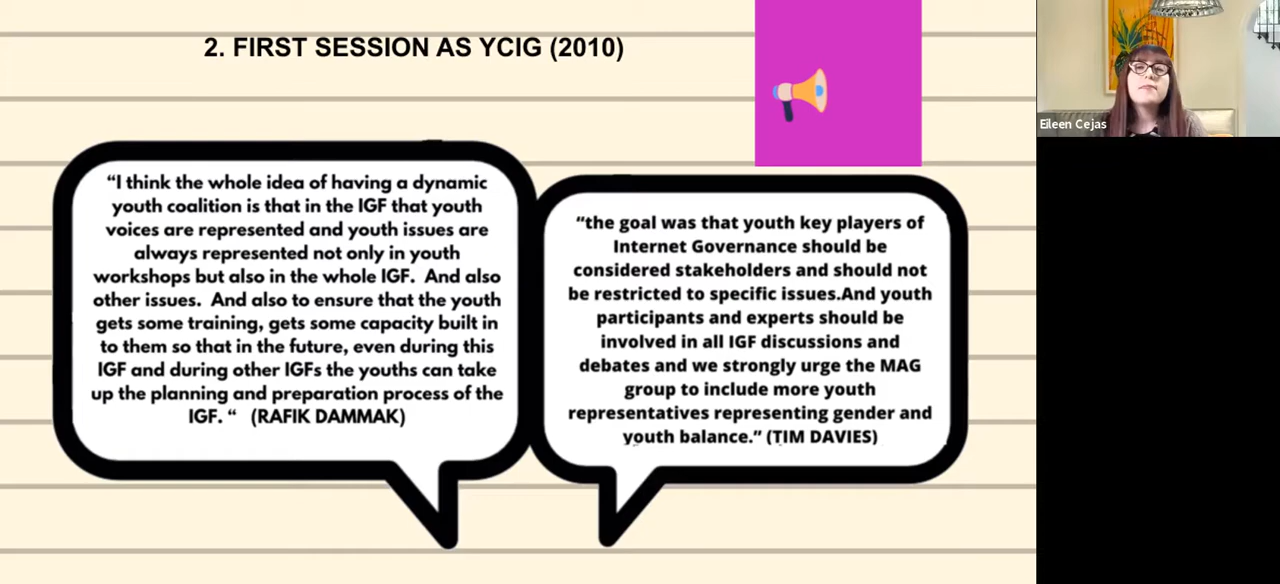 2. FIRST SESSION AS YCIG (2010)
“I think the whole idea of having a dynamic
youth coalition is that in the IGF that youth
voices are represented and youth issues are
always represented not only in youth
workshops but also in the whole IGF.  And also
other issues.  And also to ensure that the youth
gets some training, gets some capacity built in
to them so that in the future, even during this
IGF and during other IGFs the youths can take
up the planning and preparation process of the
IGF. “   (RAFIK DAMMAK)
“the goal was that youth key players of
Internet Governance should be
considered stakeholders and should not
be restricted to specific issues.And youth
participants and experts should be
involved in all IGF discussions and
debates and we strongly urge the MAG
group to include more youth
representatives representing gender and
youth balance.” (TIM DAVIES)
Eileen Cejas